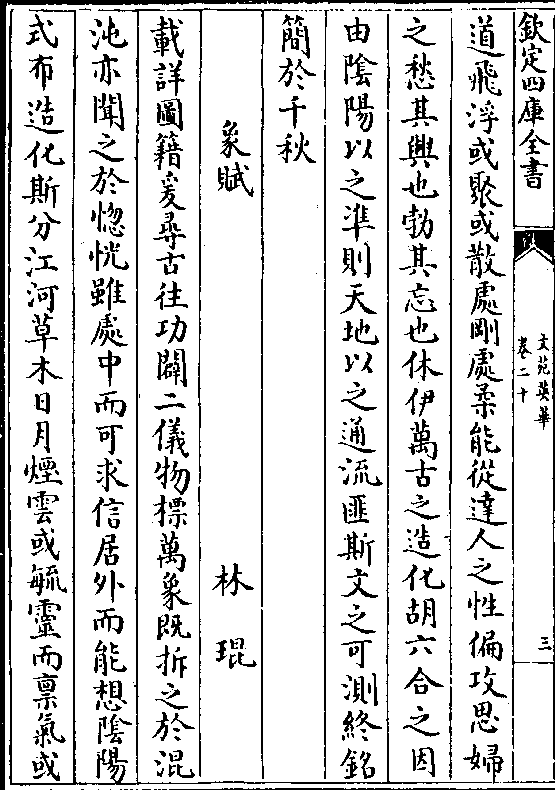 欽定四庫全書
文苑英華
卷二十
三
道飛浮或聚或散處剛處柔能從達人之性偏攻思婦
之愁其興也勃其忘也休伊萬古之造化胡六合之因
由陰陽以之準則天地以之通流匪斯文之可測終銘
簡於千秋
象賦
林琨
載詳圖籍爰尋古往功闢二儀物標萬象既拆之於混
沌亦聞之於惚恍雖處中而可求信居外而能想陰陽
式布造化斯分江河草木日月煙雲或毓靈而禀氣或